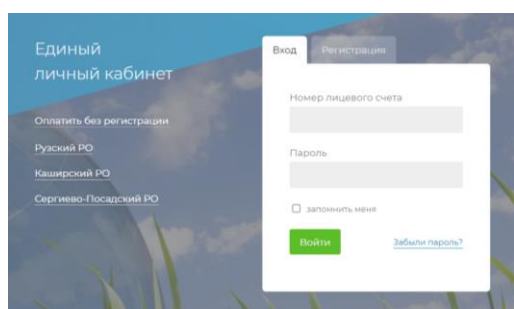 Единый
личный кабинет
Оплатить без регистрации
Рузский РО
Каширский РО
Сергиево-Посадский РО
Вход
Регистрация
Номер лицевого счета
Пароль
запомнить меня
Войти
Забыли пароль?